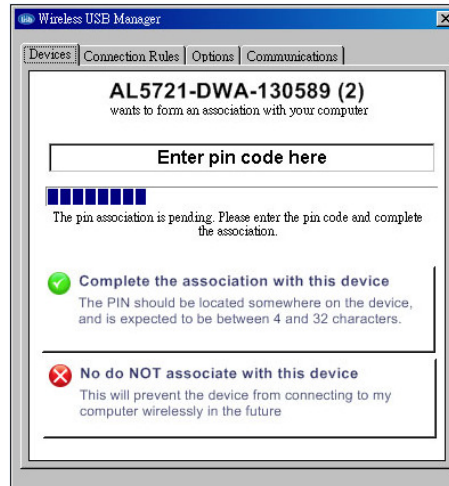 Wireless USB Manager
Devices Connection Rules Options Communications
AL5721-DWA-130589 (2)
wants to form an association with your computer
Enter pin code here
The pin association is pending. Please enter the pin code and complete
the association.
Complete the association with this device
The PIN should be located somewhere on the device,
and is expected to be between 4 and 32 characters.
No do NOT associate with this device
This will prevent the device from connecting to my
computer wirelessly in the future